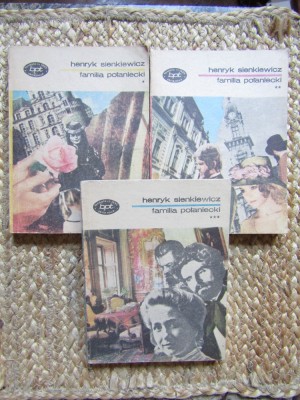 bpt
henryk sienkiewicz
familia polaniecki
*
bpt
henryk sienkiewicz
familia polaniecki
**
bpt
henryk sienkiewicz
familia polaniecki
***